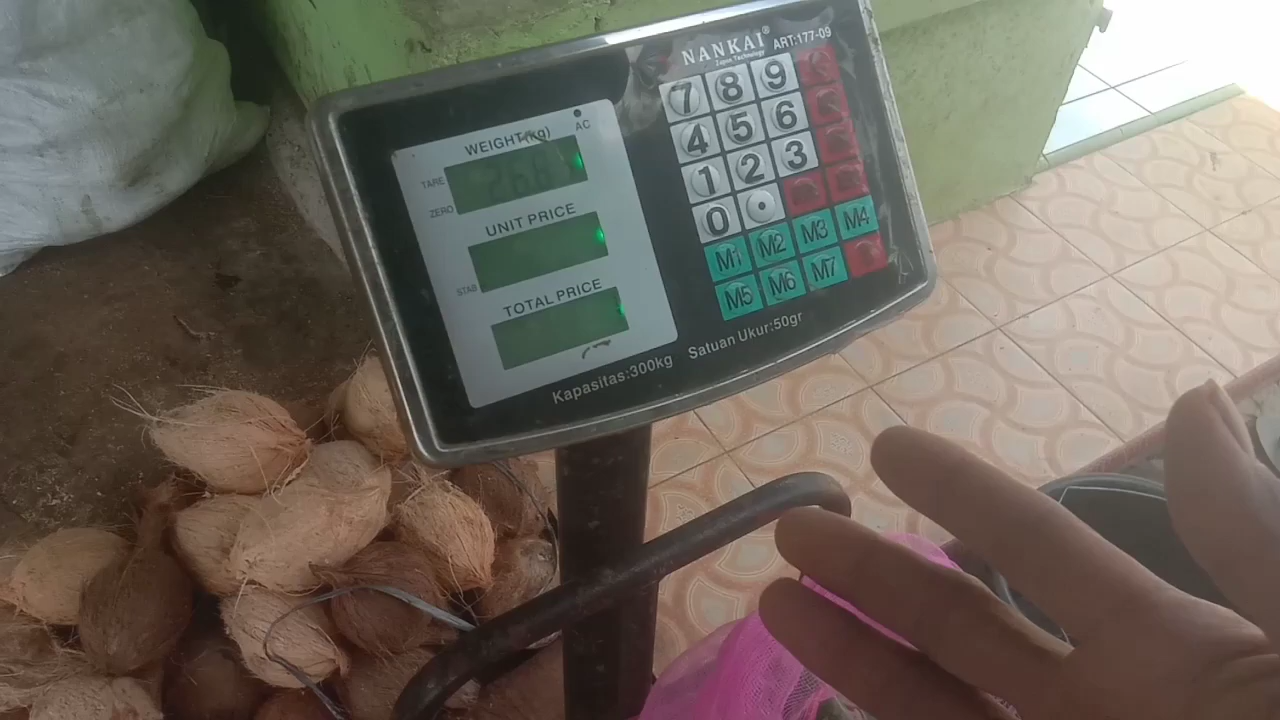 NANKAI® ART:177-09
Japan Technology
WEIGHT(kg) AC
TARE
ZERO
UNIT PRICE
STAB
TOTAL PRICE
7 8 9
4 5 6
1 2 3
0 •
M1 M2 M3 M4
M5 M6 M7
Kapasitas:300kg Satuan Ukur:50gr